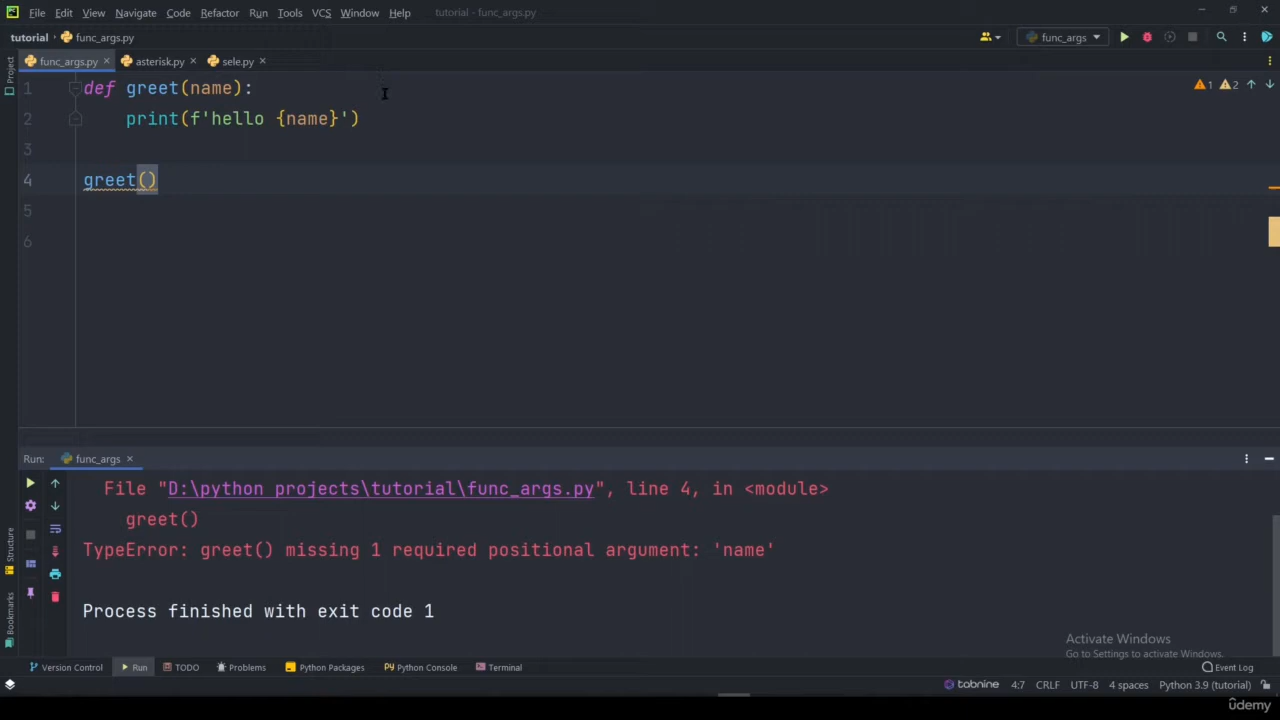 File Edit View Navigate Code Refactor Run Tools VCS Window Help tutorial - func_args.py
tutorial func_args.py func_args
Project
func_args.py asterisk.py sele.py
1 def greet(name): 1 2
2 print(f'hello {name}')
3
4 greet()
5
6
Run: func_args
File "D:\python projects\tutorial\func_args.py", line 4, in <module>
greet()
TypeError: greet() missing 1 required positional argument: 'name'
Process finished with exit code 1
Structure
Bookmarks
Activate Windows
Go to Settings to activate Windows.
Version Control Run TODO Problems Python Packages Python Console Terminal Event Log
tabnine 4:7 CRLF UTF-8 4 spaces Python 3.9 (tutorial)
udemy